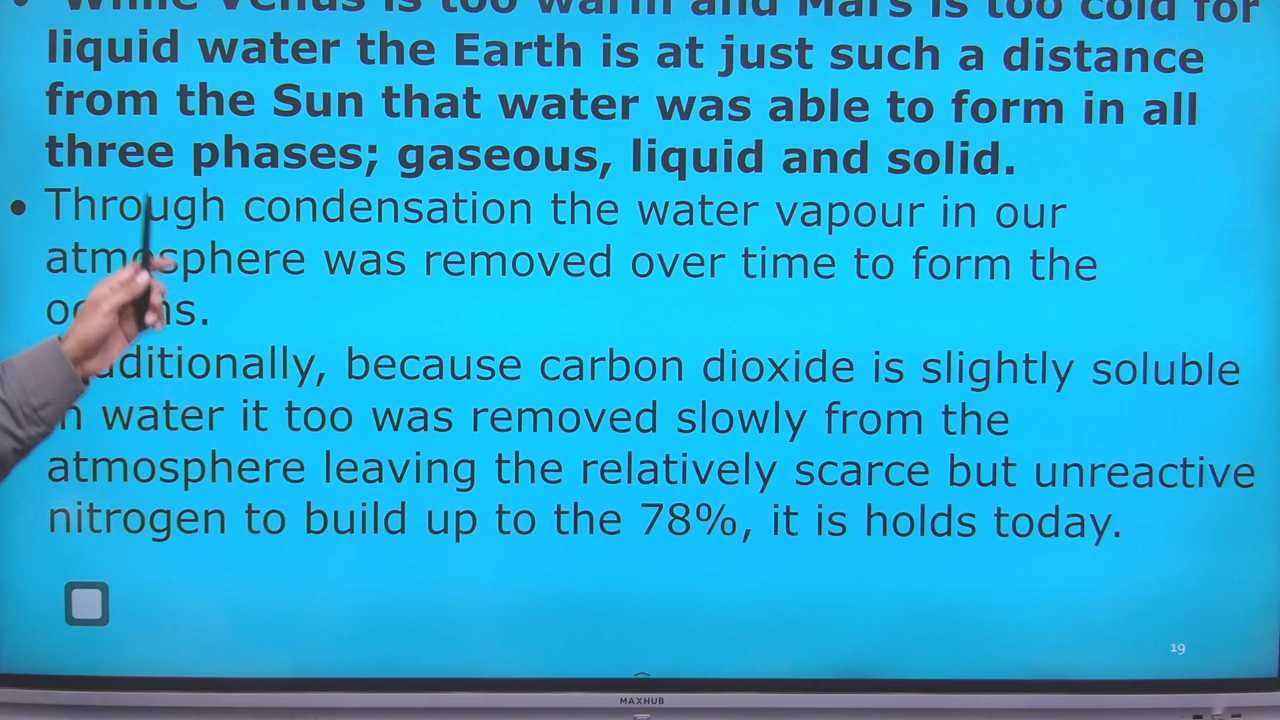 • While Venus is too warm and Mars is too cold for
liquid water the Earth is at just such a distance
from the Sun that water was able to form in all
three phases; gaseous, liquid and solid.
• Through condensation the water vapour in our
atmosphere was removed over time to form the
oceans.
Additionally, because carbon dioxide is slightly soluble
in water it too was removed slowly from the
atmosphere leaving the relatively scarce but unreactive
nitrogen to build up to the 78%, it is holds today.
19
MAXHUB